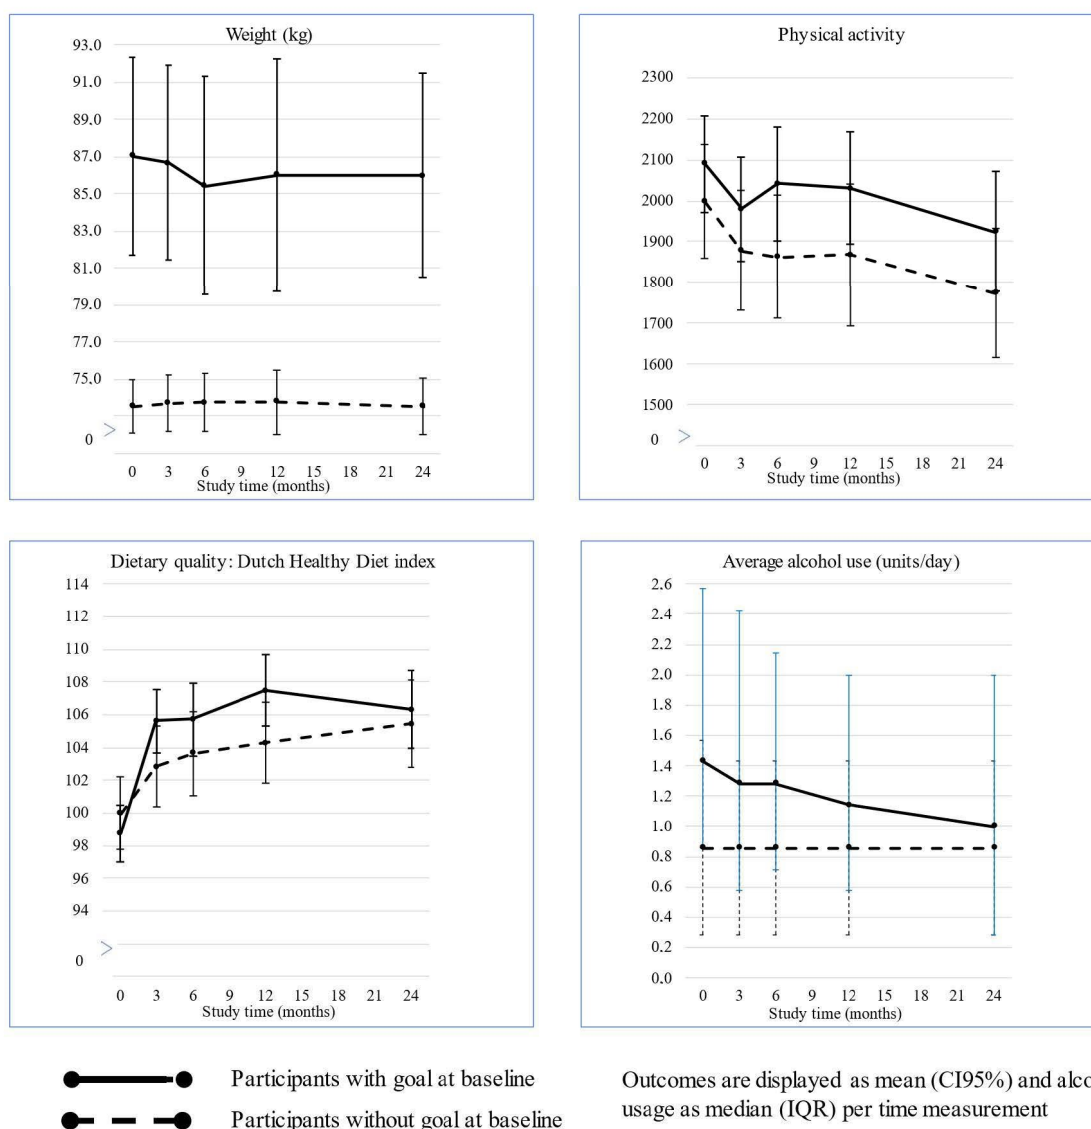 Weight (kg)
93.0
91.0
89.0
87.0
85.0
83.0
81.0
79.0
77.0
75.0
0
0 3 6 9 12 15 18 21 24
Study time (months)
Physical activity
2300
2200
2100
2000
1900
1800
1700
1600
1500
0
0 3 6 9 12 15 18 21 24
Study time (months)
Dietary quality: Dutch Healthy Diet index
114
112
110
108
106
104
102
100
98
96
94
0
0 3 6 9 12 15 18 21 24
Study time (months)
Average alcohol use (units/day)
2.6
2.4
2.2
2.0
1.8
1.6
1.4
1.2
1.0
0.8
0.6
0.4
0.2
0.0
0 3 6 9 12 15 18 21 24
Study time (months)
Participants with goal at baseline
Participants without goal at baseline
Outcomes are displayed as mean (CI95%) and alco
usage as median (IQR) per time measurement